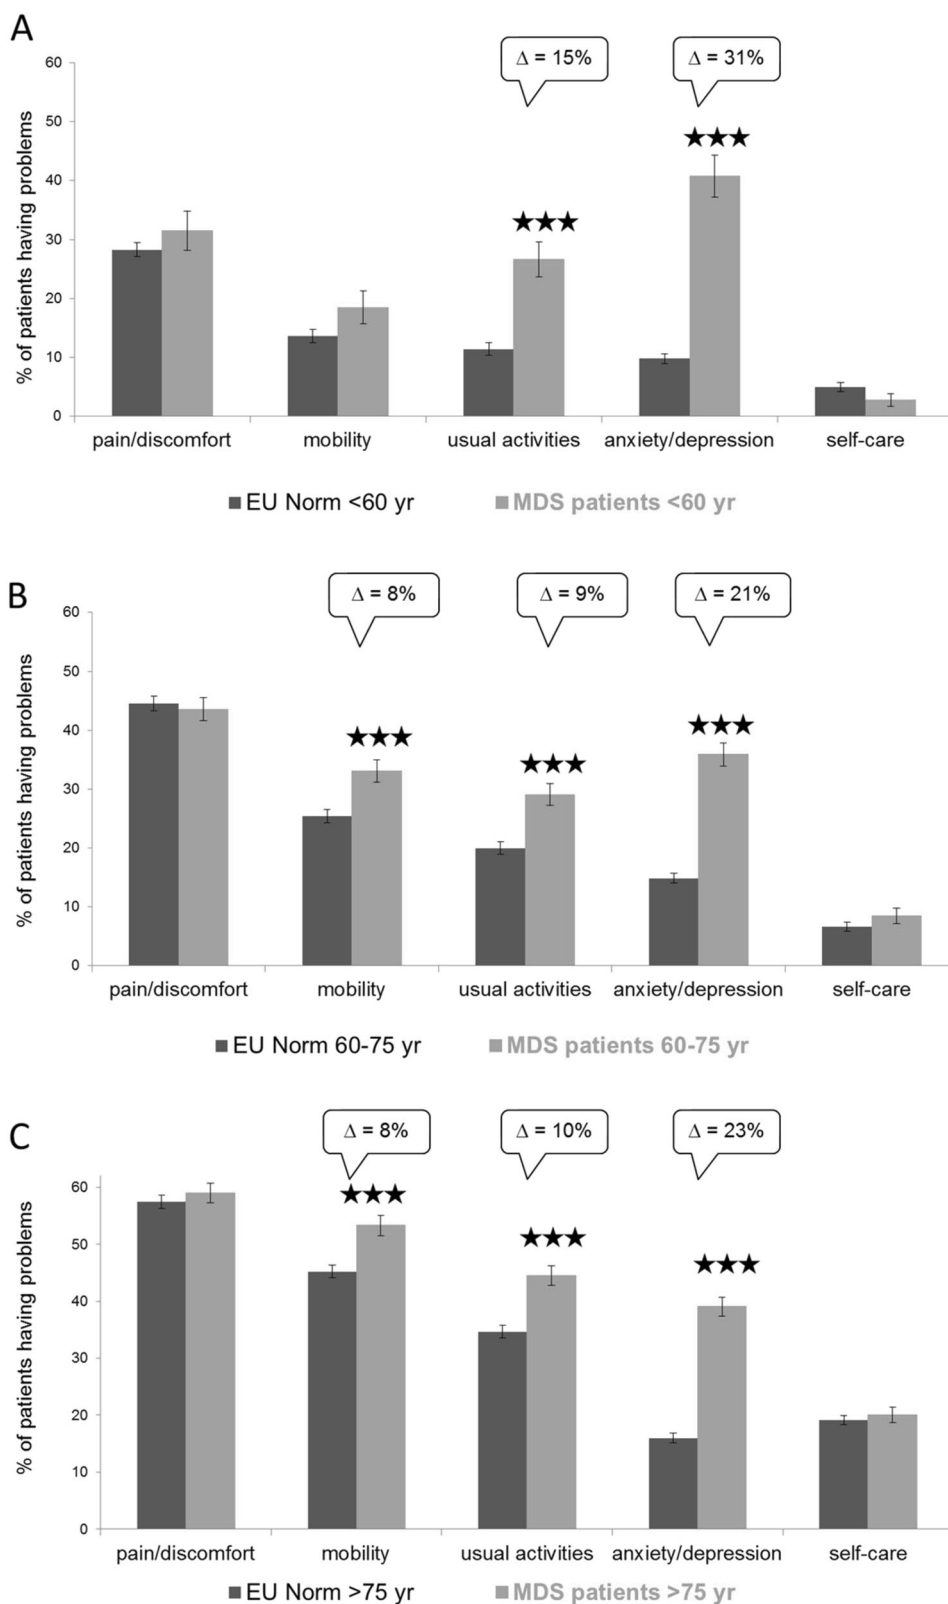 A
Δ = 15%
Δ = 31%
★★★
★★★
% of patients having problems
60
50
40
30
20
10
0
pain/discomfort mobility usual activities anxiety/depression self-care
EU Norm <60 yr MDS patients <60 yr
B
Δ = 8%
Δ = 9%
Δ = 21%
★★★
★★★
★★★
% of patients having problems
60
50
40
30
20
10
0
pain/discomfort mobility usual activities anxiety/depression self-care
EU Norm 60-75 yr MDS patients 60-75 yr
C
Δ = 8%
Δ = 10%
Δ = 23%
★★★
★★★
★★★
% of patients having problems
60
50
40
30
20
10
0
pain/discomfort mobility usual activities anxiety/depression self-care
EU Norm >75 yr MDS patients >75 yr